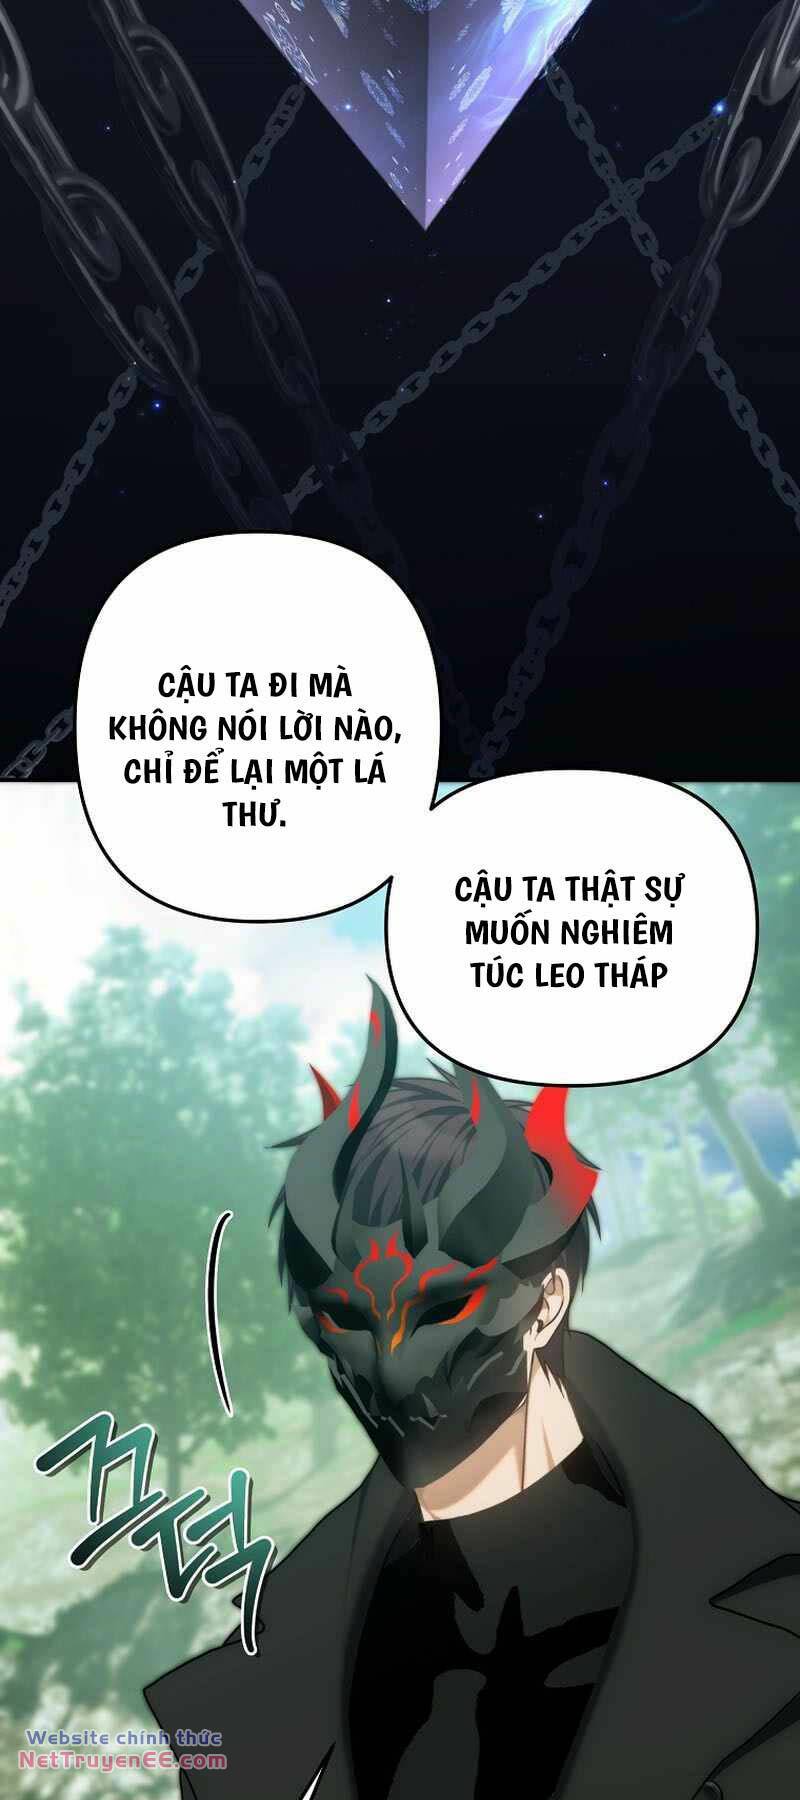 CẬU TA ĐI MÀ
KHÔNG NÓI LỜI NÀO,
CHỈ ĐỂ LẠI MỘT LÁ
THƯ.
CẬU TA THẬT SỰ
MUỐN NGHIÊM
TÚC LEO THÁP
끄덕
Website chính thức
NetTruyenEE.com